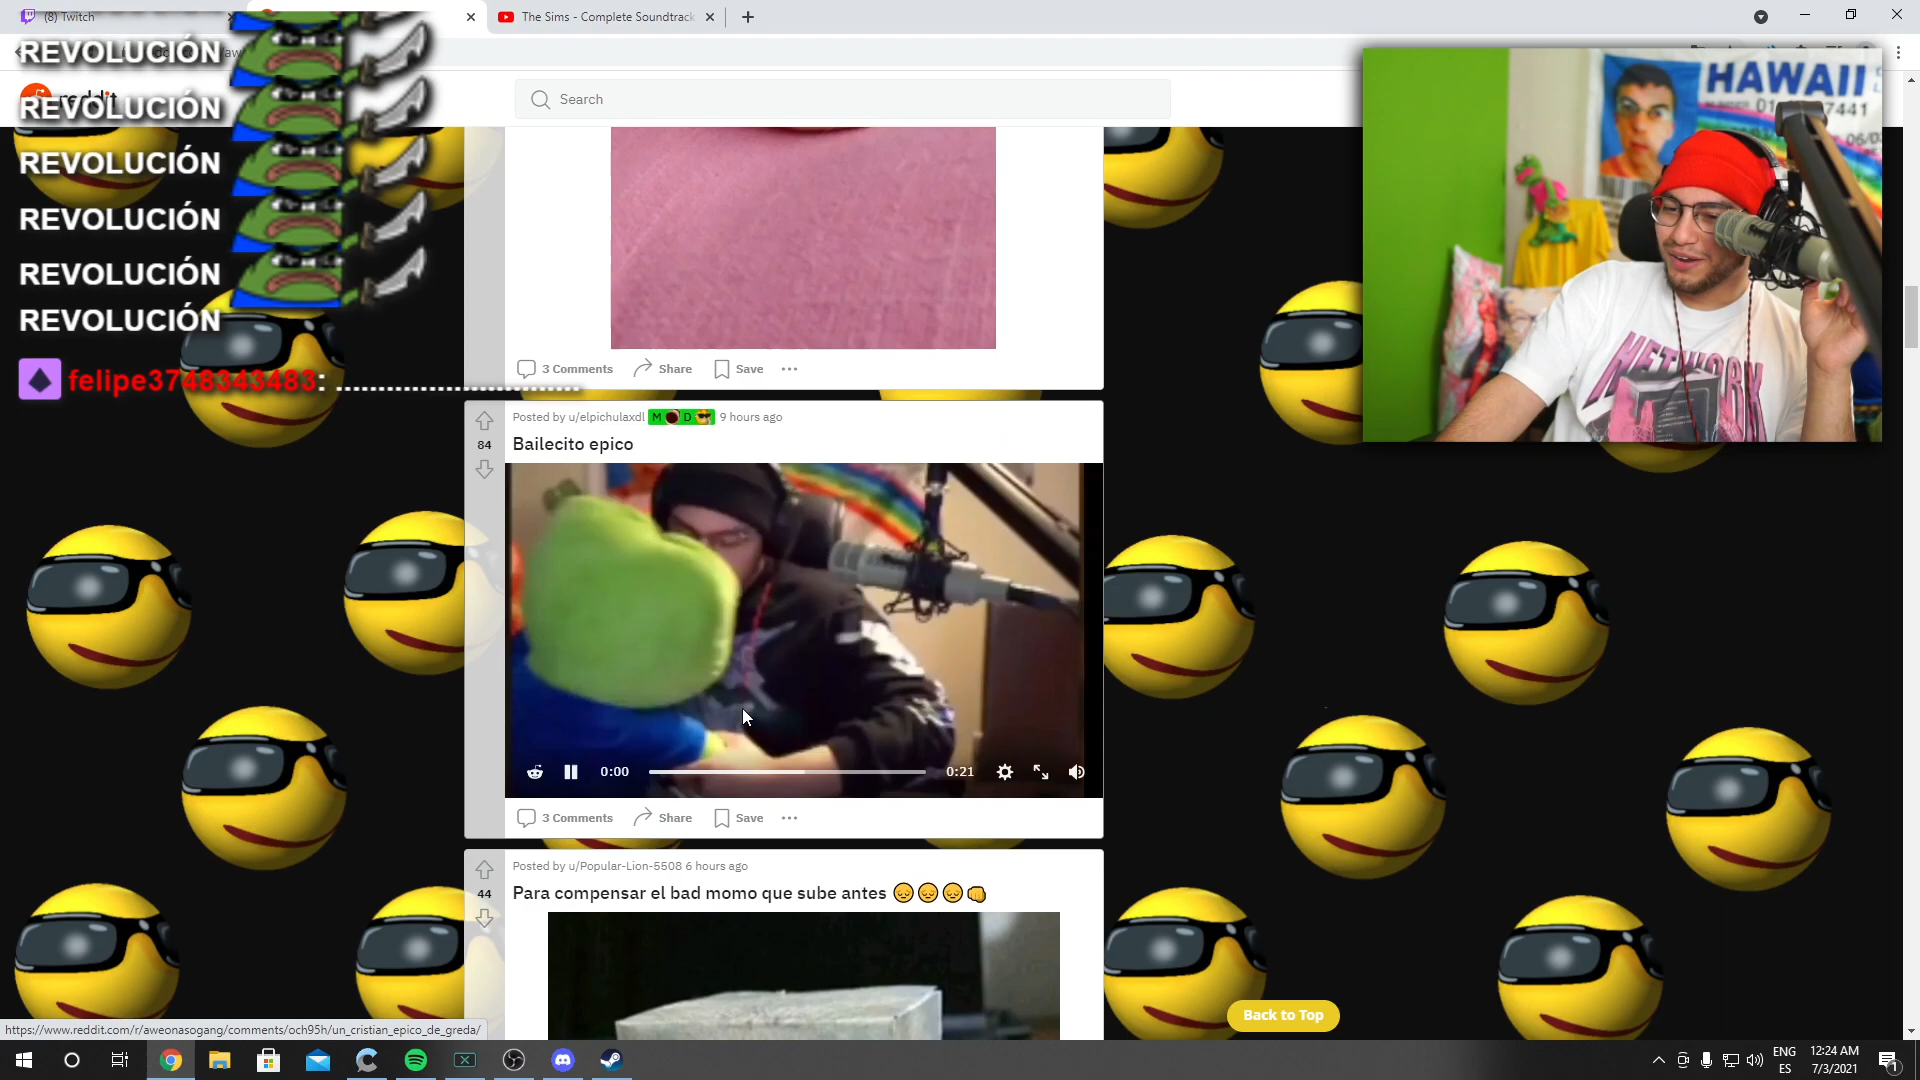 (8) Twitch
The Sims - Complete Soundtrack
REVOLUCIÓN
REVOLUCIÓN
REVOLUCIÓN
REVOLUCIÓN
REVOLUCIÓN
REVOLUCIÓN
felipe3748343483: ..............................
reddit
Search
HAWAII
3 Comments Share Save
Posted by u/elpichulaxdl M D 9 hours ago
84
Bailecito epico
0:00 0:21
3 Comments Share Save
Posted by u/Popular-Lion-5508 6 hours ago
44
Para compensar el bad momo que sube antes 😞😞😞👊
NETWORK
Back to Top
https://www.reddit.com/r/aweonasogang/comments/och95h/un_cristian_epico_de_greda/
ENG
ES
12:24 AM
7/3/2021
1